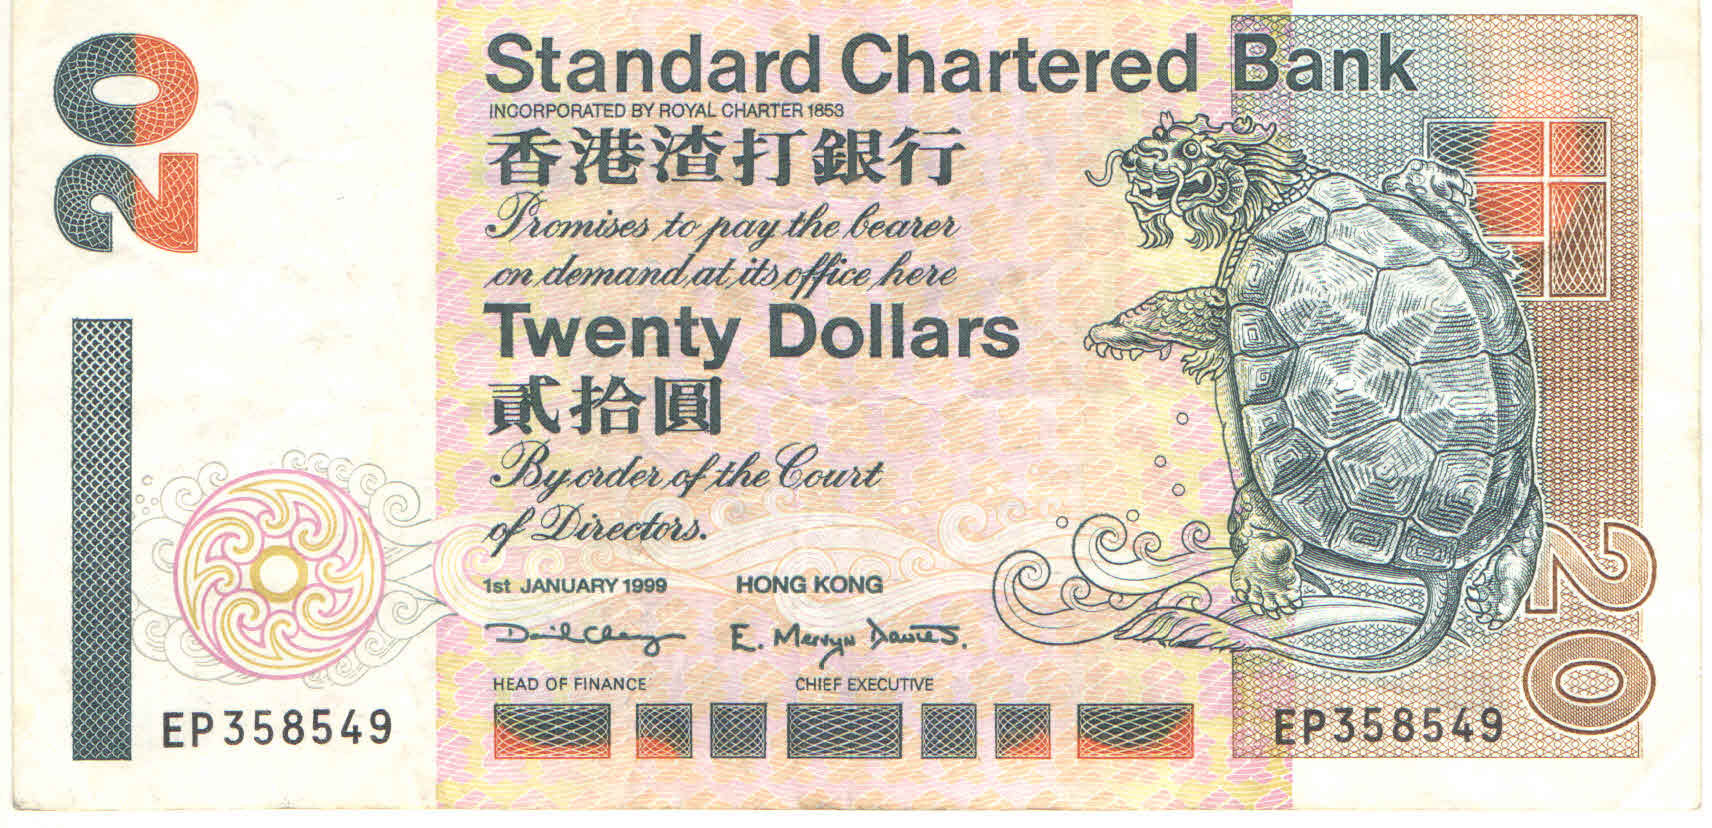 20
Standard Chartered Bank
INCORPORATED BY ROYAL CHARTER 1853
香港渣打銀行
Promises to pay the bearer
on demand at its office here
Twenty Dollars
貳拾圓
By order of the Court
of Directors.
1st JANUARY 1999 HONG KONG
E. Mervyn Davies.
HEAD OF FINANCE CHIEF EXECUTIVE
EP358549
EP358549
20